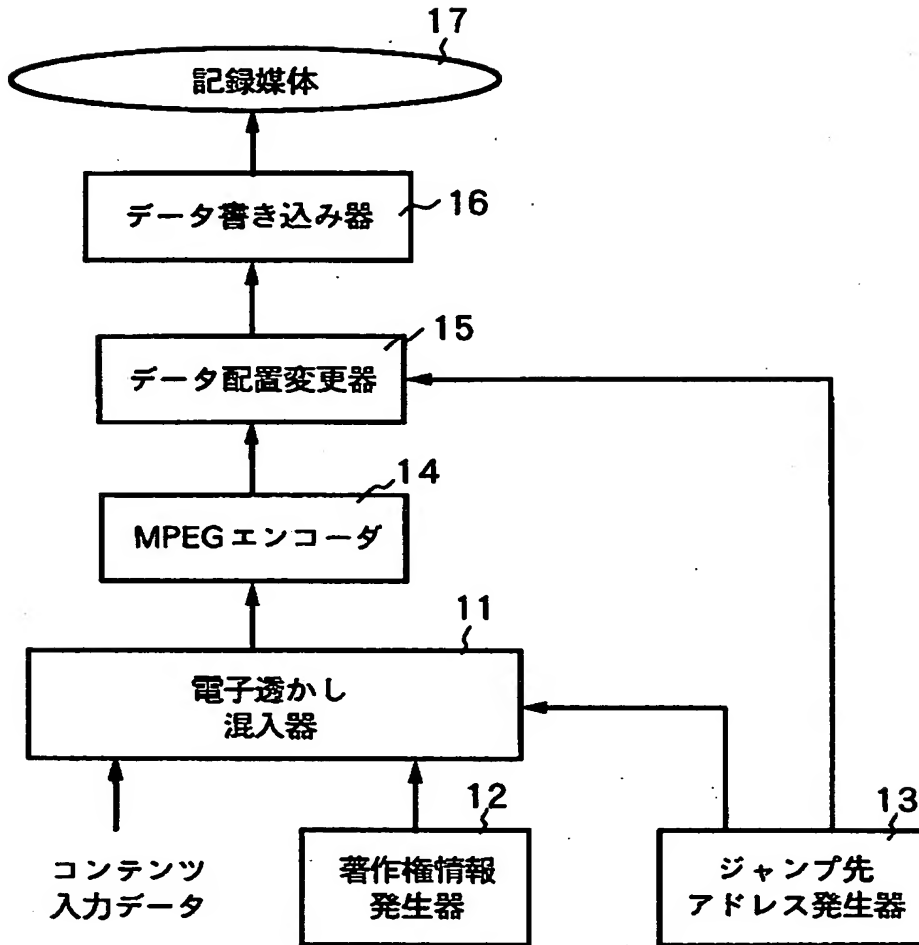 17
記録媒体
データ書き込み器
16
15
データ配置変更器
14
MPEGエンコーダ
11
電子透かし
混入器
12
13
コンテンツ
入力データ
著作権情報
発生器
ジャンプ先
アドレス発生器